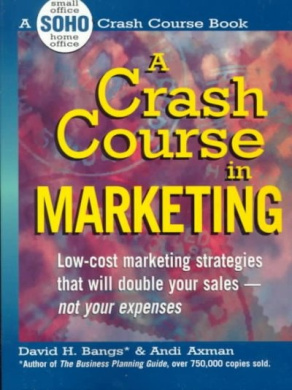 small
office
A SOHO Crash Course Book
home
office
A
Crash
Course
in
MARKETING
Low-cost marketing strategies
that will double your sales —
not your expenses
David H. Bangs* & Andi Axman
*Author of The Business Planning Guide, over 750,000 copies sold.